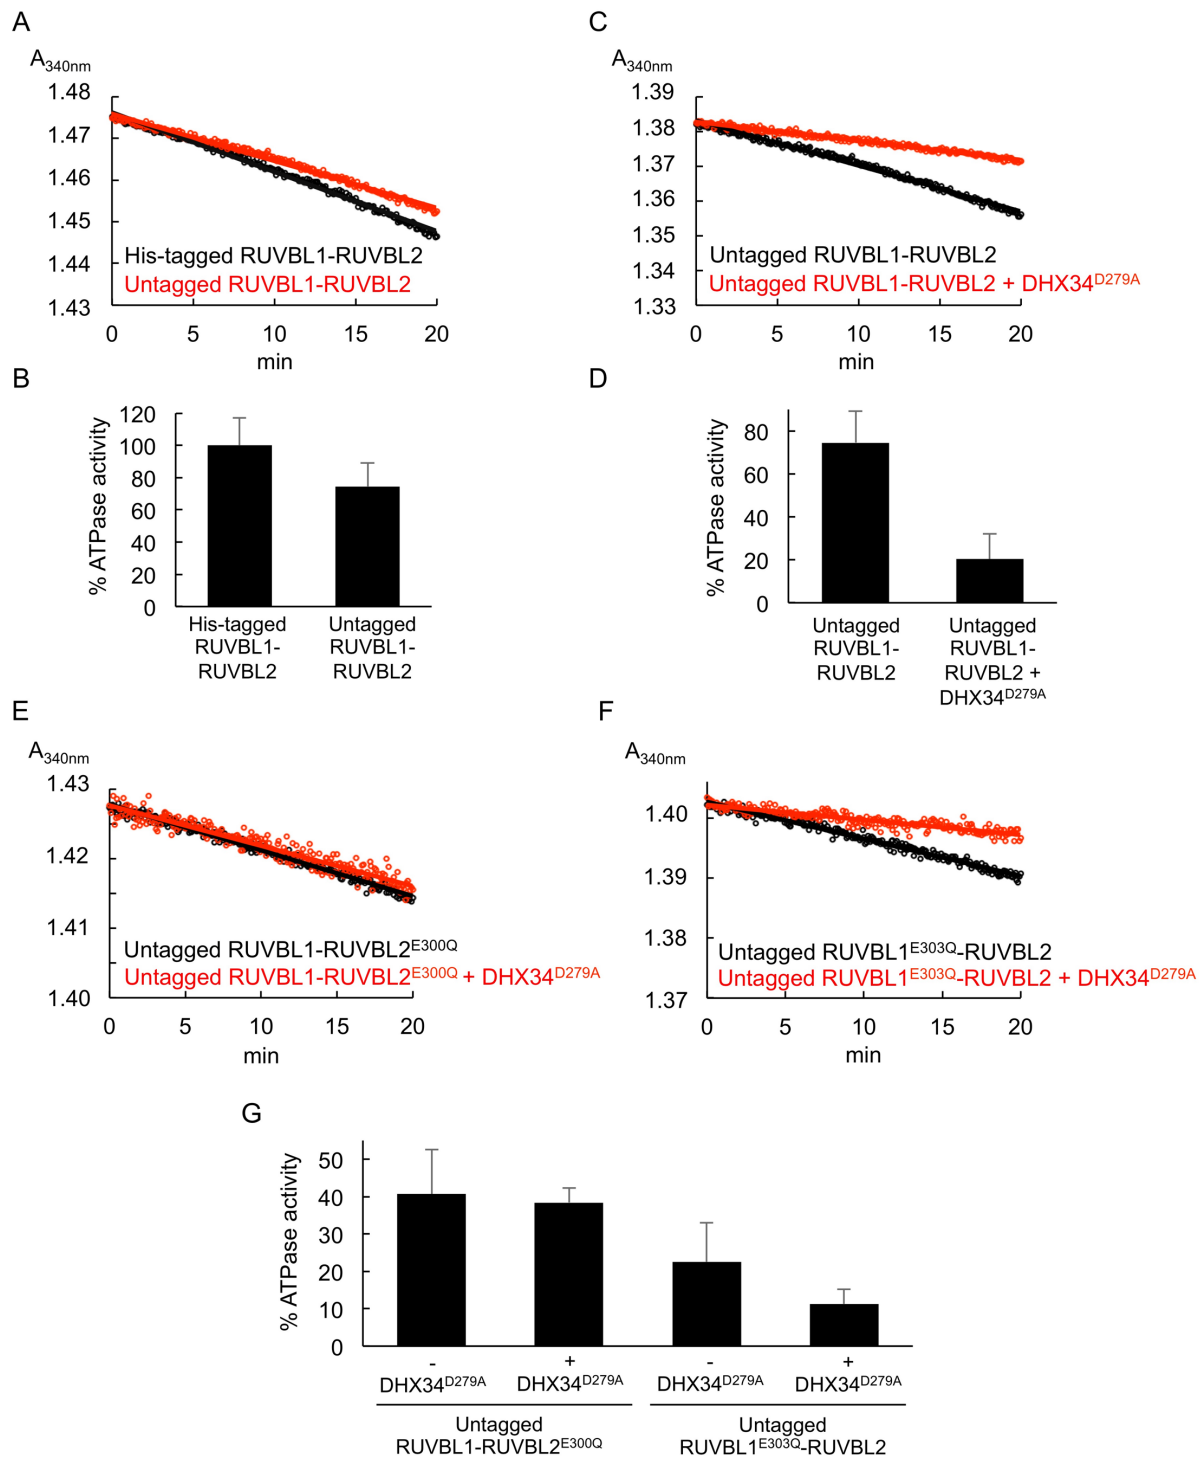 A
A340nm
1.48
1.47
1.46
1.45
1.44
1.43
His-tagged RUVBL1-RUVBL2
Untagged RUVBL1-RUVBL2
0 5 10 15 20
min
C
A340nm
1.39
1.38
1.37
1.36
1.35
1.34
1.33
Untagged RUVBL1-RUVBL2
Untagged RUVBL1-RUVBL2 + DHX34D279A
0 5 10 15 20
min
B
% ATPase activity
120
100
80
60
40
20
0
His-tagged
RUVBL1-
RUVBL2
Untagged
RUVBL1-
RUVBL2
D
% ATPase activity
80
60
40
20
0
Untagged
RUVBL1-
RUVBL2
Untagged
RUVBL1-
RUVBL2 +
DHX34D279A
E
A340nm
1.43
1.42
1.41
1.40
Untagged RUVBL1-RUVBL2E300Q
Untagged RUVBL1-RUVBL2E300Q + DHX34D279A
0 5 10 15 20
min
F
A340nm
1.40
1.39
1.38
1.37
Untagged RUVBL1E303Q-RUVBL2
Untagged RUVBL1E303Q-RUVBL2 + DHX34D279A
0 5 10 15 20
min
G
% ATPase activity
50
40
30
20
10
0
- + - +
DHX34D279A DHX34D279A DHX34D279A DHX34D279A
Untagged
RUVBL1-RUVBL2E300Q
Untagged
RUVBL1E303Q-RUVBL2